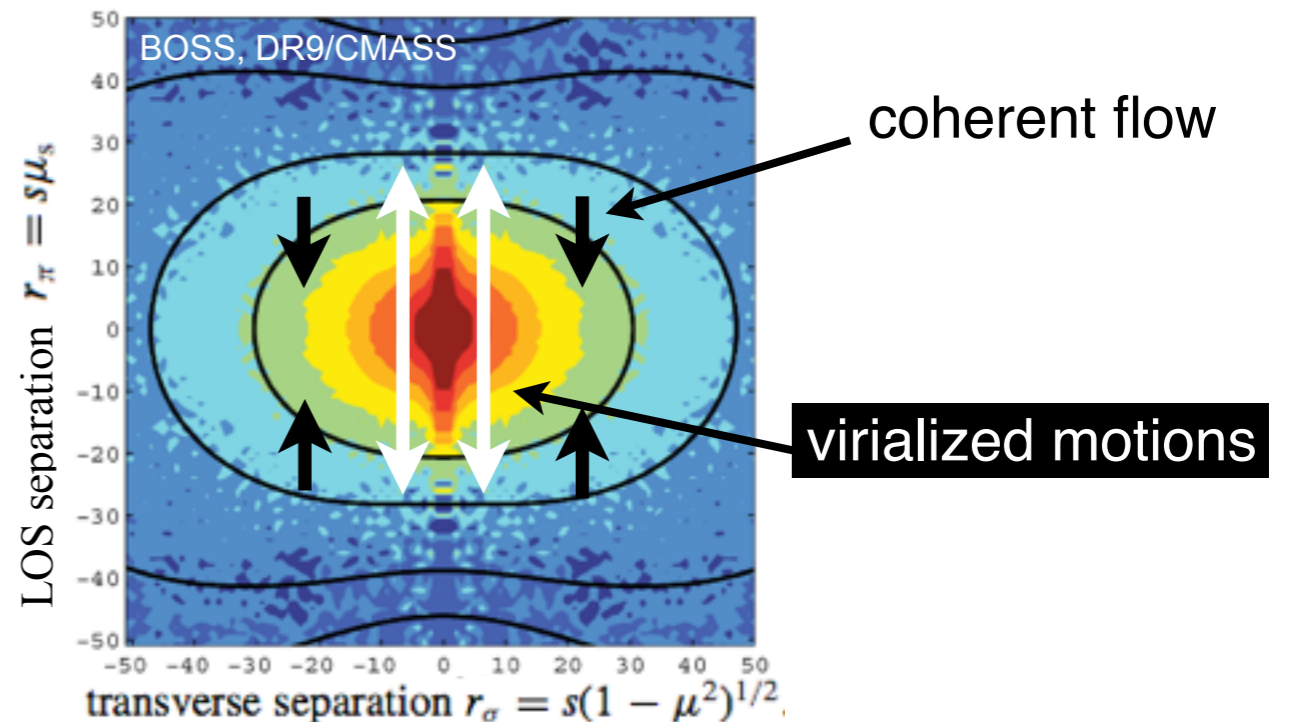 BOSS, DR9/CMASS
coherent flow
virialized motions
LOS separation r_π = sμ_s
50
40
30
20
10
0
-10
-20
-30
-40
-50
-50 -40 -30 -20 -10 0 10 20 30 40 50
transverse separation r_σ = s(1 − μ²)^{1/2}.